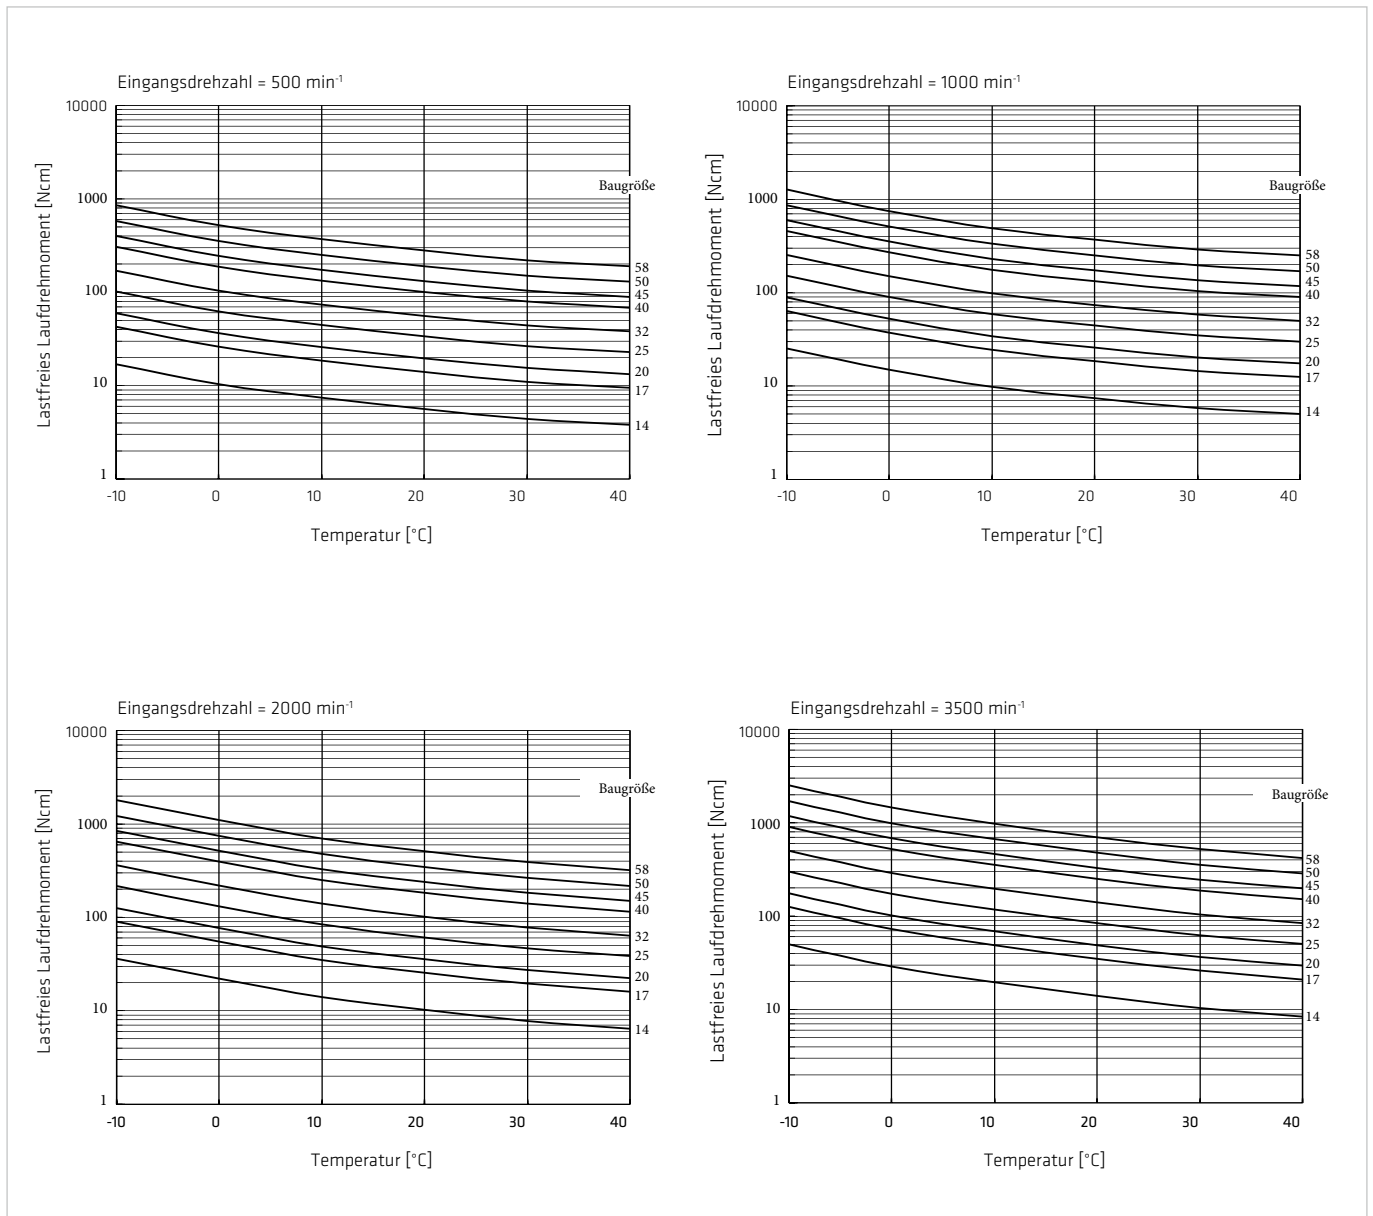 Eingangsdrehzahl = 500 min⁻¹
Lastfreies Laufdrehmoment [Ncm]
10000
1000
100
10
1
Baugröße
58
50
45
40
32
25
20
17
14
-10 0 10 20 30 40
Temperatur [°C]
Eingangsdrehzahl = 1000 min⁻¹
Lastfreies Laufdrehmoment [Ncm]
10000
1000
100
10
1
Baugröße
58
50
45
40
32
25
20
17
14
-10 0 10 20 30 40
Temperatur [°C]
Eingangsdrehzahl = 2000 min⁻¹
Lastfreies Laufdrehmoment [Ncm]
10000
1000
100
10
1
Baugröße
58
50
45
40
32
25
20
17
14
-10 0 10 20 30 40
Temperatur [°C]
Eingangsdrehzahl = 3500 min⁻¹
Lastfreies Laufdrehmoment [Ncm]
10000
1000
100
10
1
Baugröße
58
50
45
40
32
25
20
17
14
-10 0 10 20 30 40
Temperatur [°C]